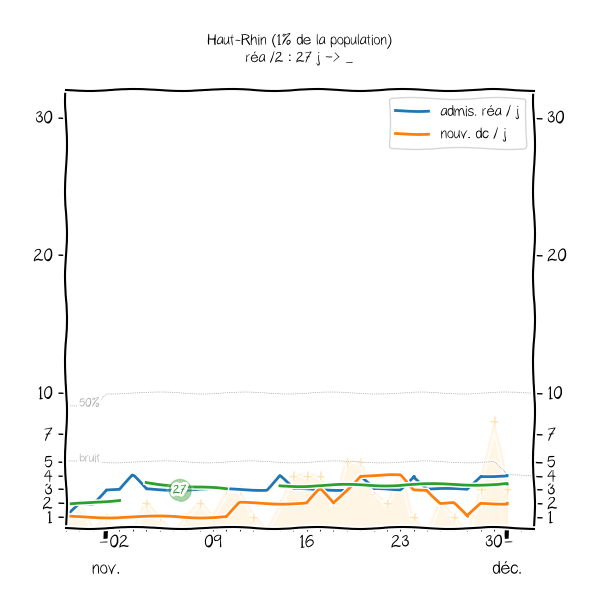 Haut-Rhin (1% de la population)
réa /2 : 27 j -> _
admis. réa / j
nouv. dc / j
30 30
20 20
10 10
50%
7 7
bruit
5 5
4 4
3 3
27
2 2
1 1
02 09 16 23 30
nov. déc.